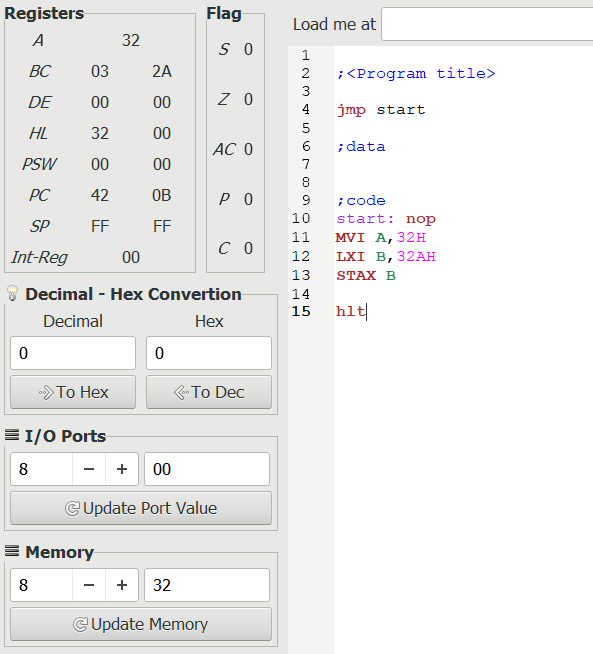 Registers
A 32
BC 03 2A
DE 00 00
HL 32 00
PSW 00 00
PC 42 0B
SP FF FF
Int-Reg 00
Flag
S 0
Z 0
AC 0
P 0
C 0
Decimal - Hex Convertion
Decimal Hex
0 0
To Hex To Dec
I/O Ports
8 − + 00
Update Port Value
Memory
8 − + 32
Update Memory
Load me at
1
2 ;<Program title>
3
4 jmp start
5
6 ;data
7
8
9 ;code
10 start: nop
11 MVI A,32H
12 LXI B,32AH
13 STAX B
14
15 hlt